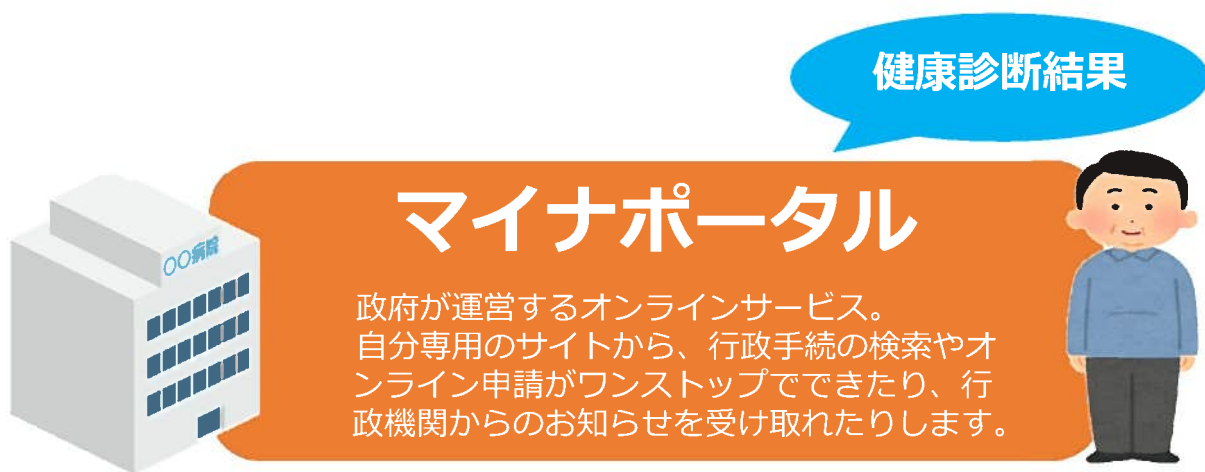 健康診断結果
マイナポータル
〇〇病院
政府が運営するオンラインサービス。
自分専用のサイトから、行政手続の検索やオ
ンライン申請がワンストップでできたり、行
政機関からのお知らせを受け取れたりします。